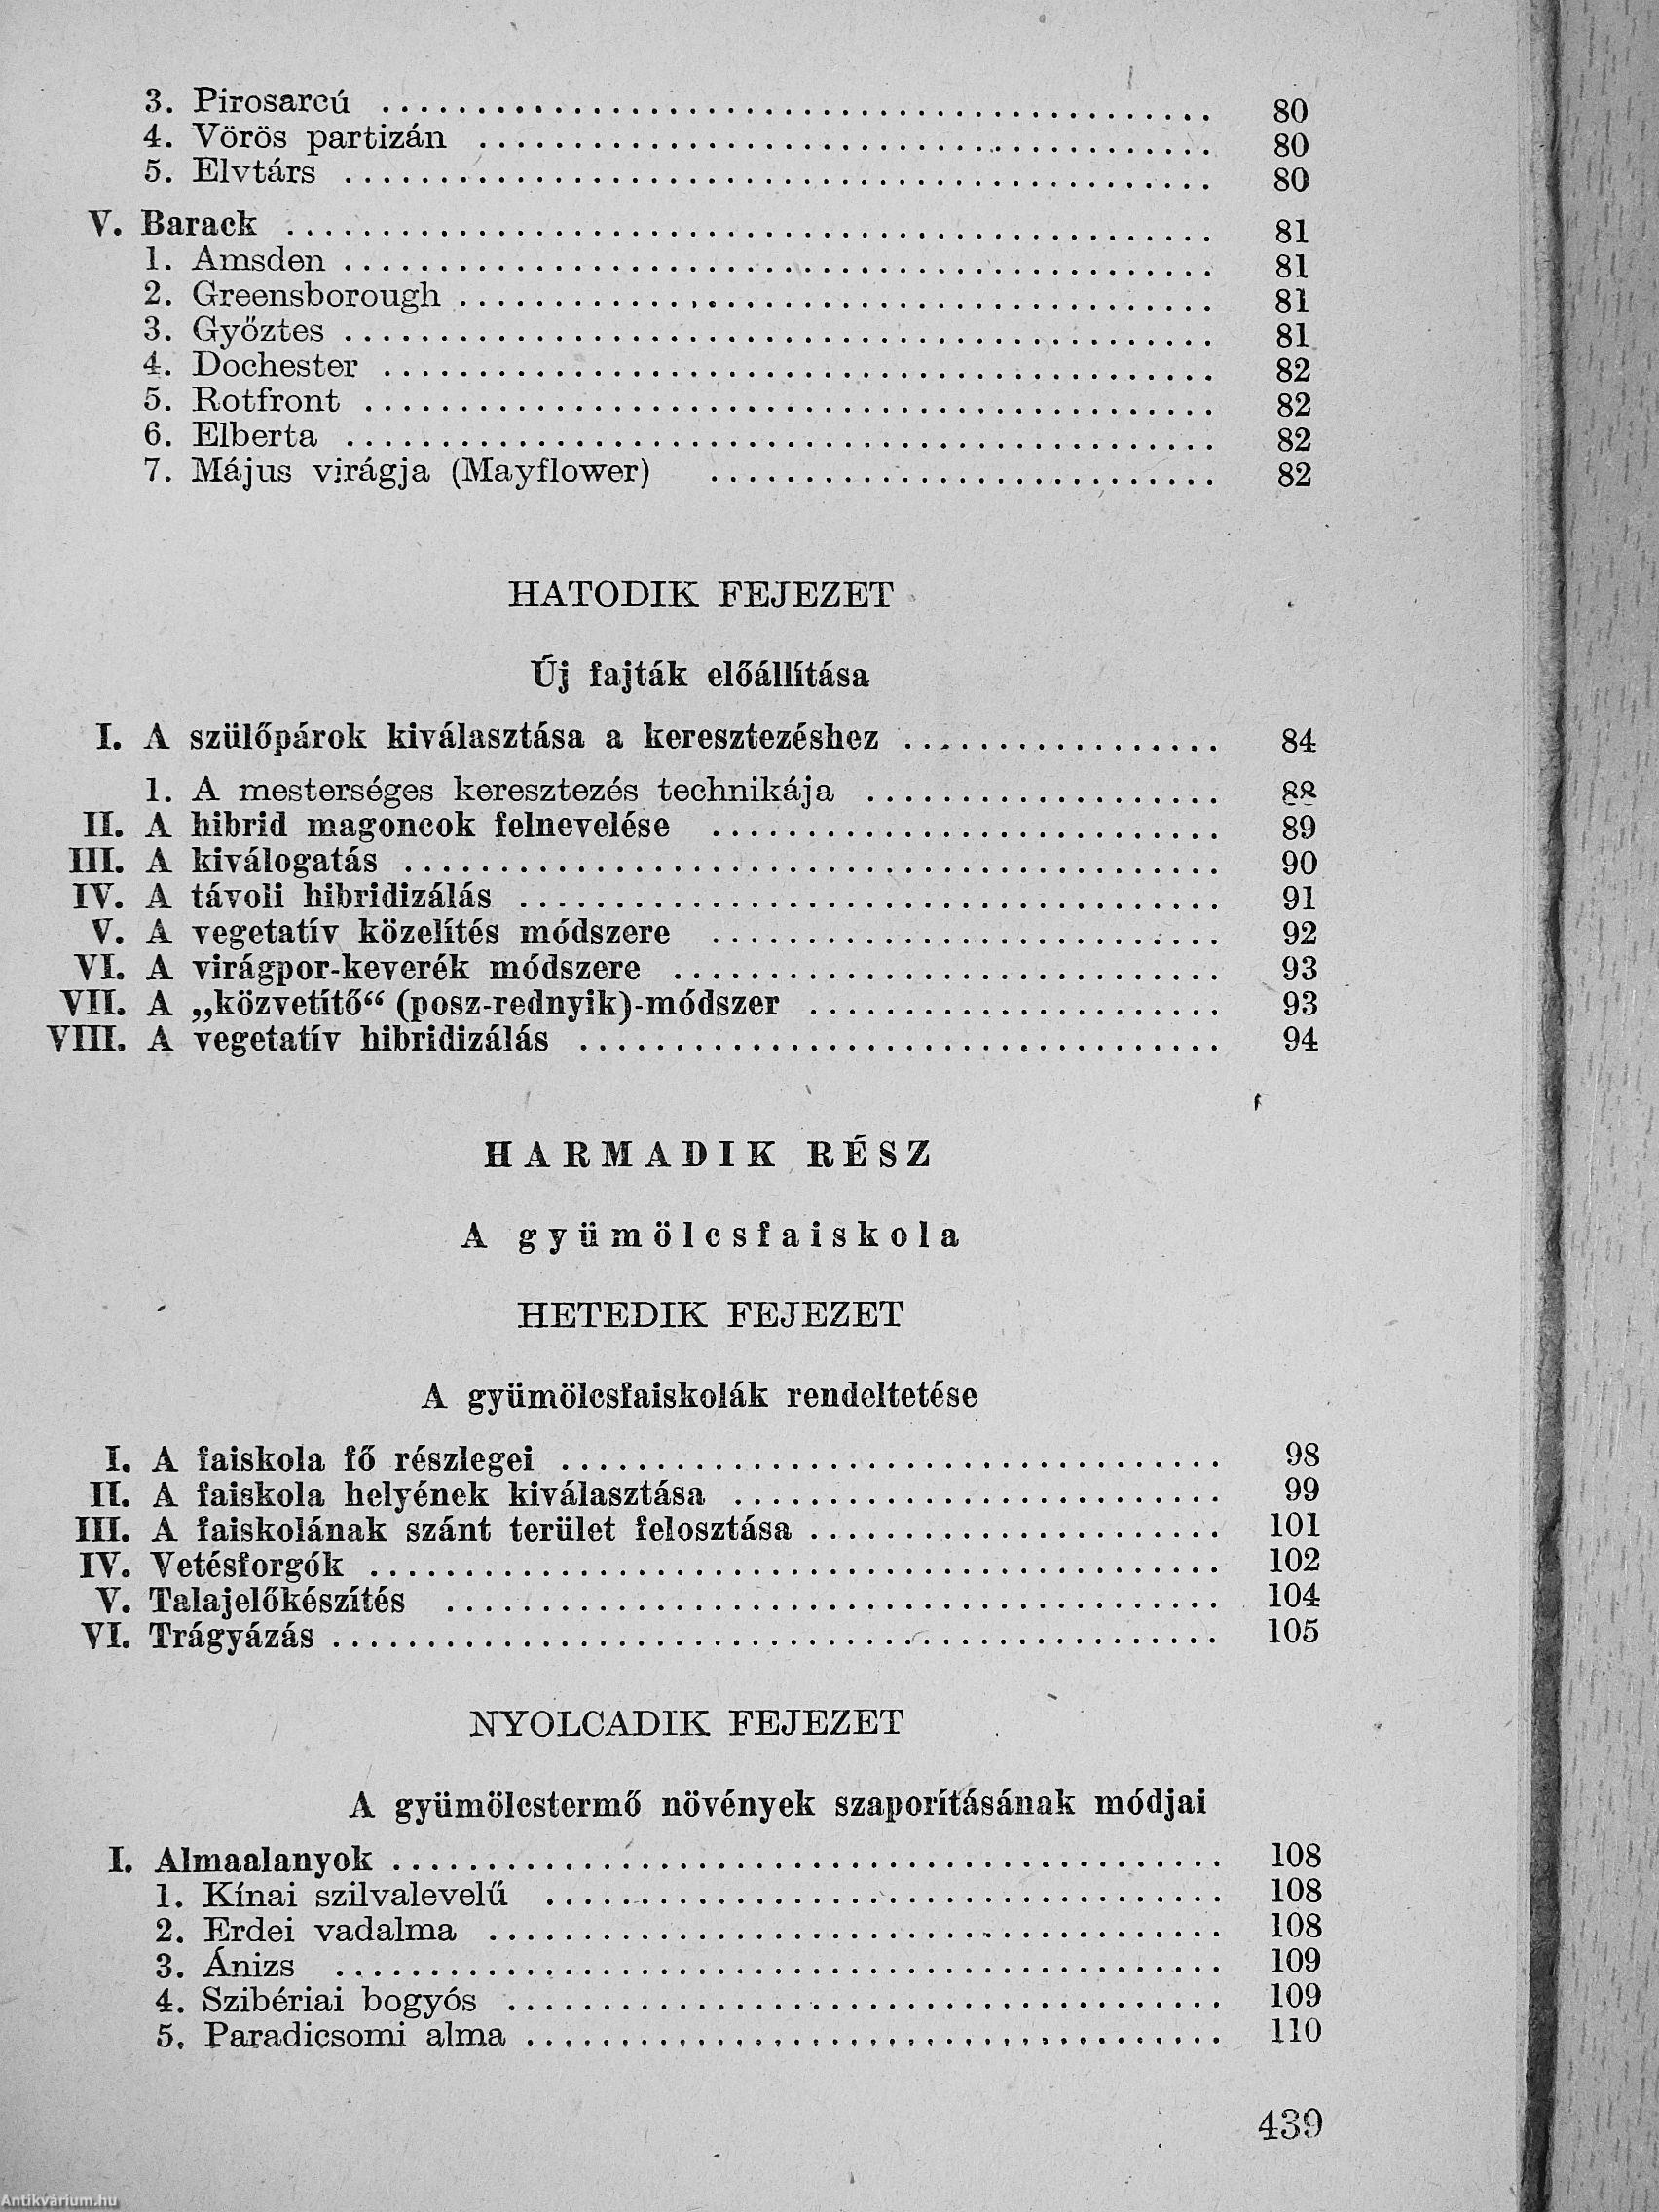 3. Pirosarcú ........ 80
4. Vörös partizán ........ 80
5. Elvtárs ........ 80
V. Barack ........ 81
1. Amsden ........ 81
2. Greensborough ........ 81
3. Győztes ........ 81
4. Dochester ........ 82
5. Rotfront ........ 82
6. Elberta ........ 82
7. Május virágja (Mayflower) ........ 82
HATODIK FEJEZET
Új fajták előállítása
I. A szülőpárok kiválasztása a keresztezéshez ........ 84
1. A mesterséges keresztezés technikája ........ 88
II. A hibrid magoncok felnevelése ........ 89
III. A kiválogatás ........ 90
IV. A távoli hibridizálás ........ 91
V. A vegetatív közelítés módszere ........ 92
VI. A virágpor-keverék módszere ........ 93
VII. A „közvetítő“ (posz-rednyik)-módszer ........ 93
VIII. A vegetatív hibridizálás ........ 94
HARMADIK RÉSZ
A gyümölcsfaiskola
HETEDIK FEJEZET
A gyümölcsfaiskolák rendeltetése
I. A faiskola fő részlegei ........ 98
II. A faiskola helyének kiválasztása ........ 99
III. A faiskolának szánt terület felosztása ........ 101
IV. Vetésforgók ........ 102
V. Talajelőkészítés ........ 104
VI. Trágyázás ........ 105
NYOLCADIK FEJEZET
A gyümölcstermő növények szaporításának módjai
I. Almaalanyok ........ 108
1. Kínai szilvalevelű ........ 108
2. Erdei vadalma ........ 108
3. Ánizs ........ 109
4. Szibériai bogyós ........ 109
5. Paradicsomi alma ........ 110
439
Antikvárium.hu